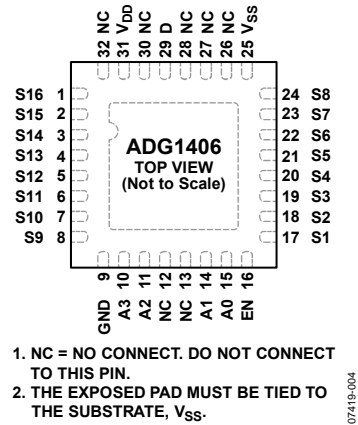 32 NC
31 VDD
30 NC
29 D
28 NC
27 NC
26 NC
25 VSS
S16 1
S15 2
S14 3
S13 4
S12 5
S11 6
S10 7
S9 8
ADG1406
TOP VIEW
(Not to Scale)
24 S8
23 S7
22 S6
21 S5
20 S4
19 S3
18 S2
17 S1
GND 9
A3 10
A2 11
NC 12
NC 13
A1 14
A0 15
EN 16
1. NC = NO CONNECT. DO NOT CONNECT
TO THIS PIN.
2. THE EXPOSED PAD MUST BE TIED TO
THE SUBSTRATE, VSS.
07419-004